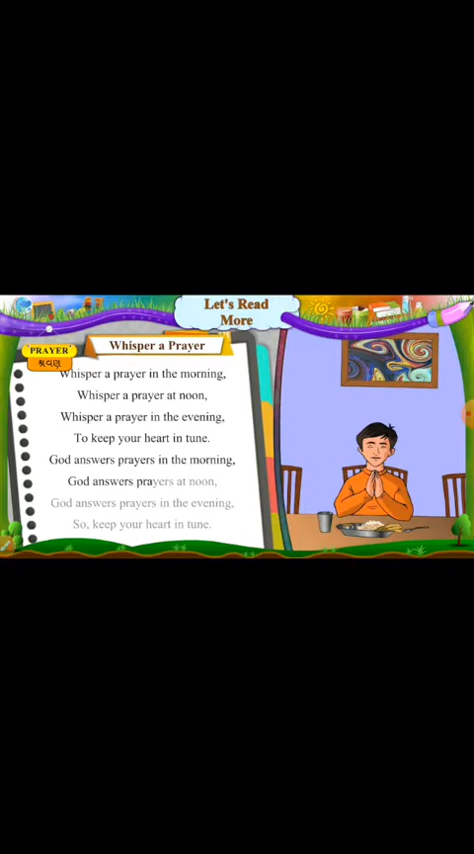 Let's Read
More
Whisper a Prayer
PRAYER
શ્રવણ
Whisper a prayer in the morning,
Whisper a prayer at noon,
Whisper a prayer in the evening,
To keep your heart in tune.
God answers prayers in the morning,
God answers prayers at noon,
God answers prayers in the evening,
So, keep your heart in tune.